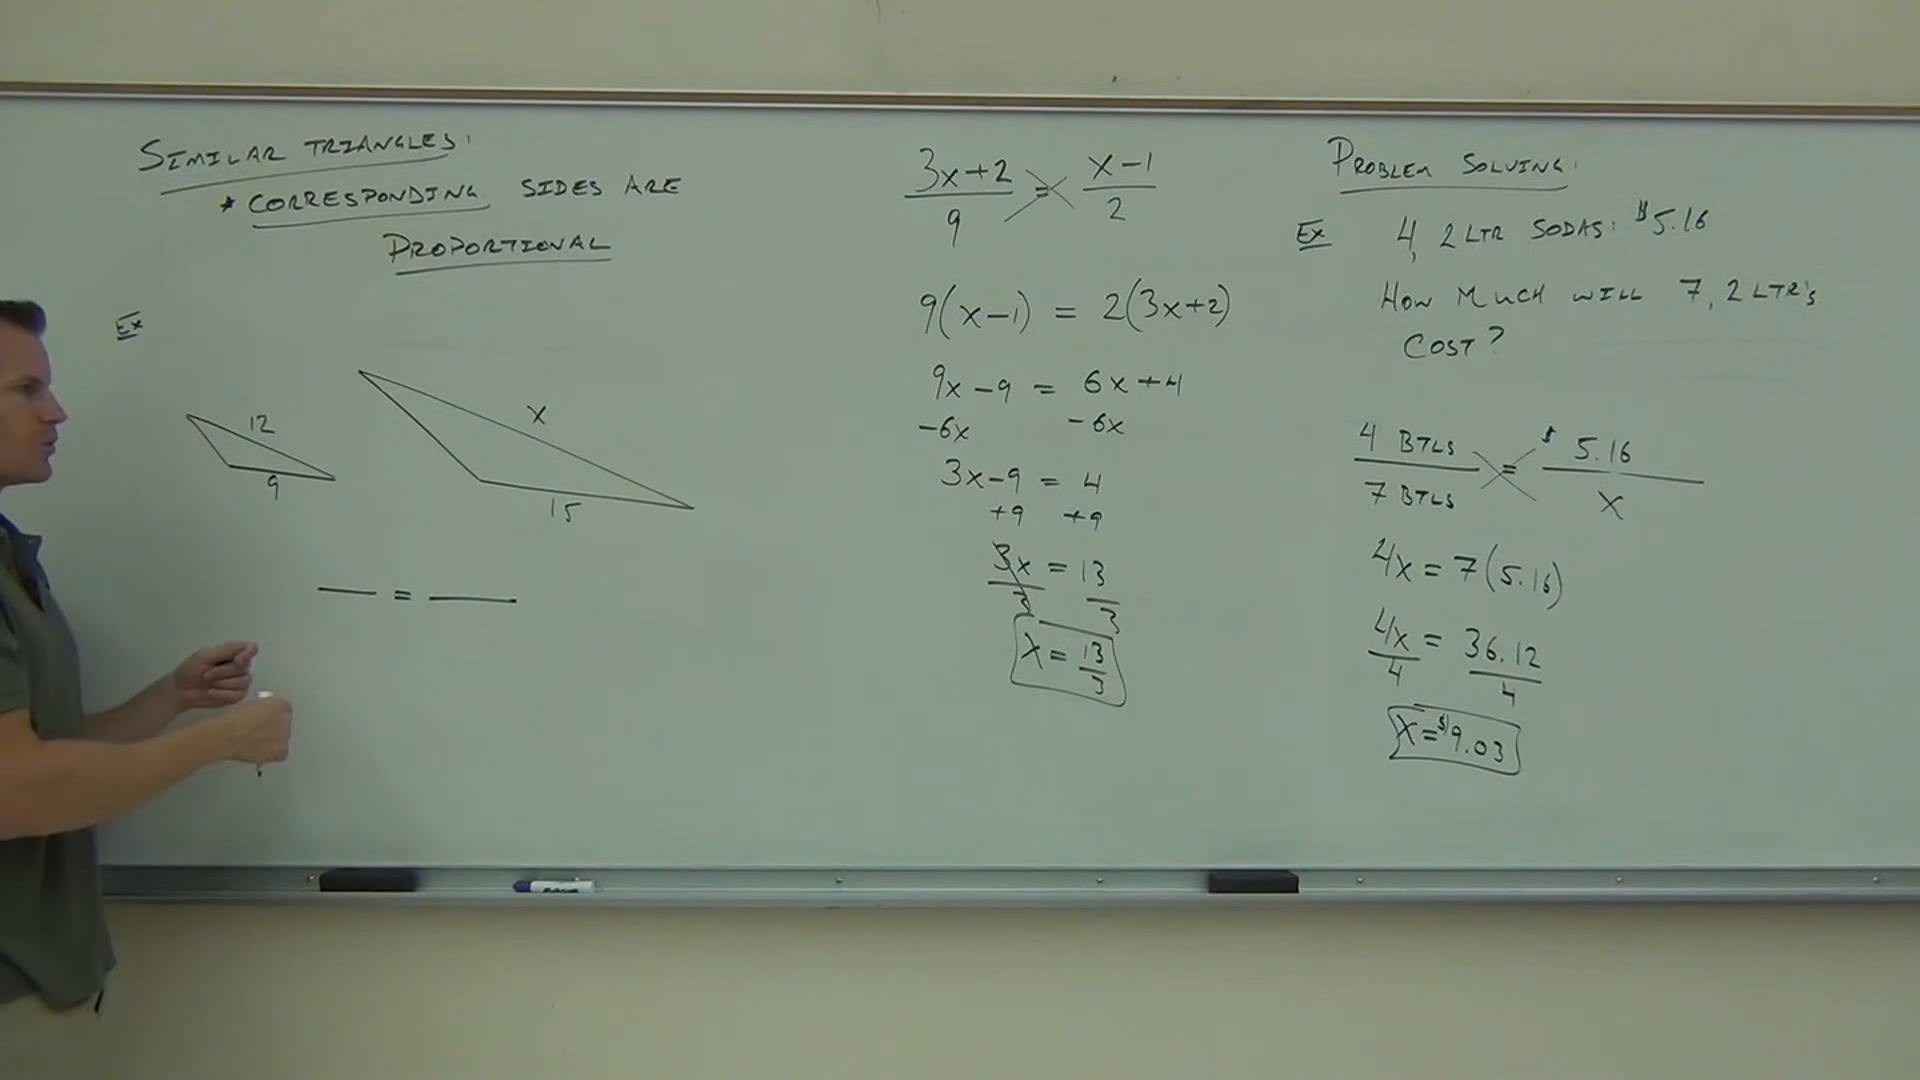 SIMILAR TRIANGLES:
* CORRESPONDING SIDES ARE
PROPORTIONAL
Ex
12
9
x
15
=
3x+2 = x-1
9 2
9(x-1) = 2(3x+2)
9x-9 = 6x+4
-6x -6x
3x-9 = 4
+9 +9
3x = 13
3 3
x = 13
3
PROBLEM SOLVING:
Ex 4, 2 LTR SODAS: $5.16
HOW MUCH WILL 7, 2 LTR's
COST?
4 BTLS = $ 5.16
7 BTLS x
4x = 7(5.16)
4x = 36.12
4 4
x = $9.03